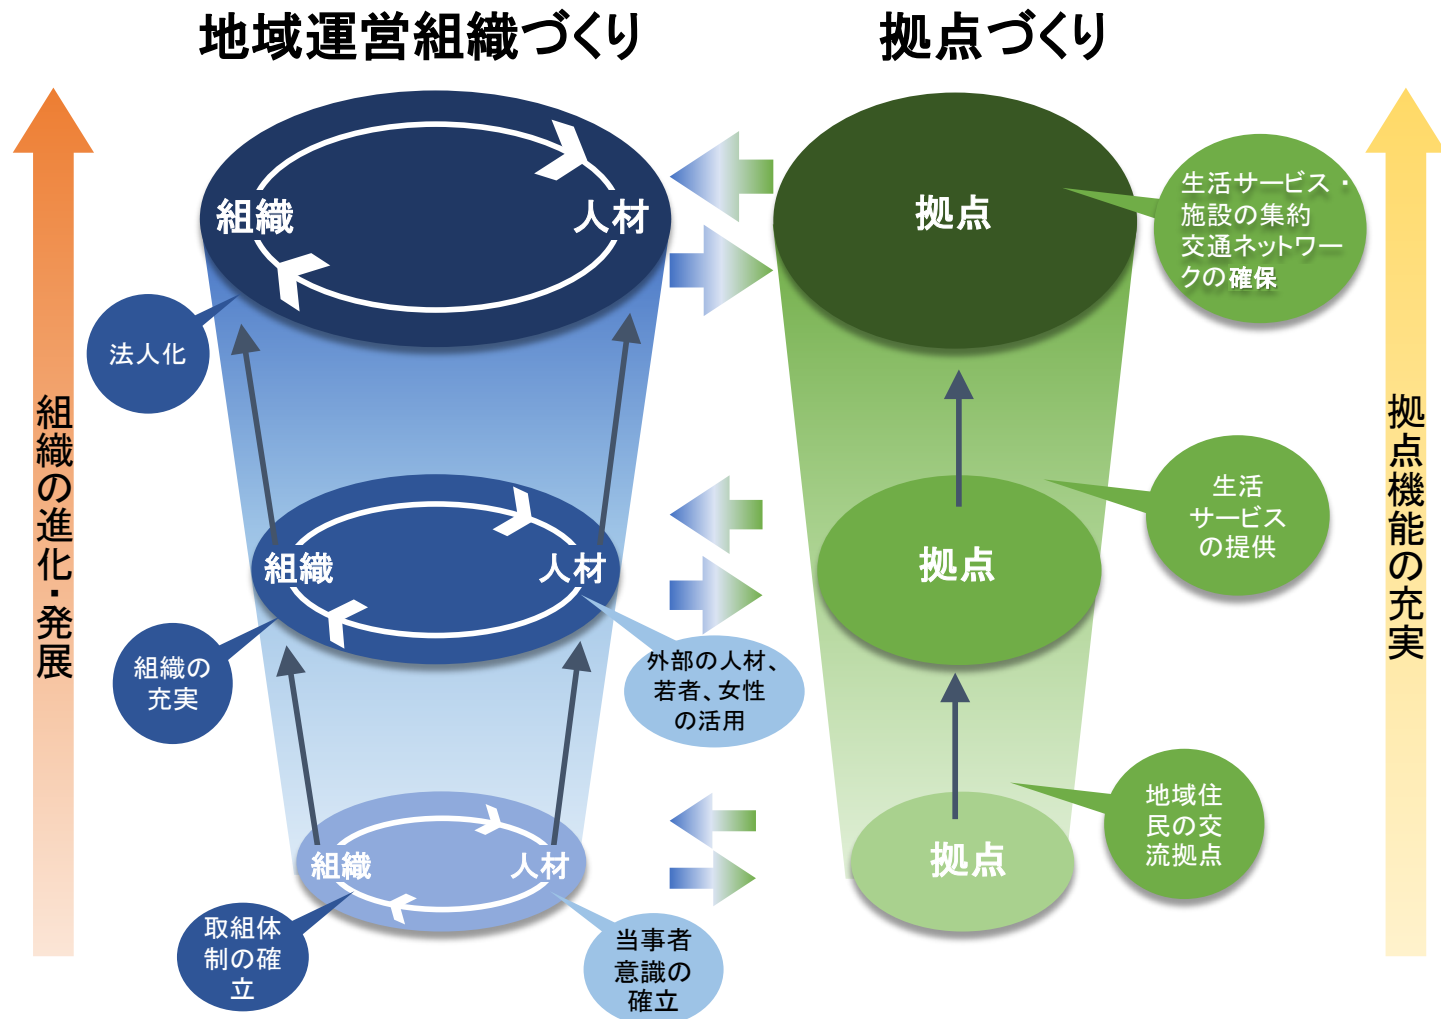 地域運営組織づくり
拠点づくり
組織の進化・発展
組織
人材
法人化
拠点
生活サービス・
施設の集約
交通ネットワー
クの確保
拠点機能の充実
組織
人材
組織の
充実
外部の人材、
若者、女性
の活用
拠点
生活
サービス
の提供
組織
人材
取組体
制の確
立
当事者
意識の
確立
拠点
地域住
民の交
流拠点